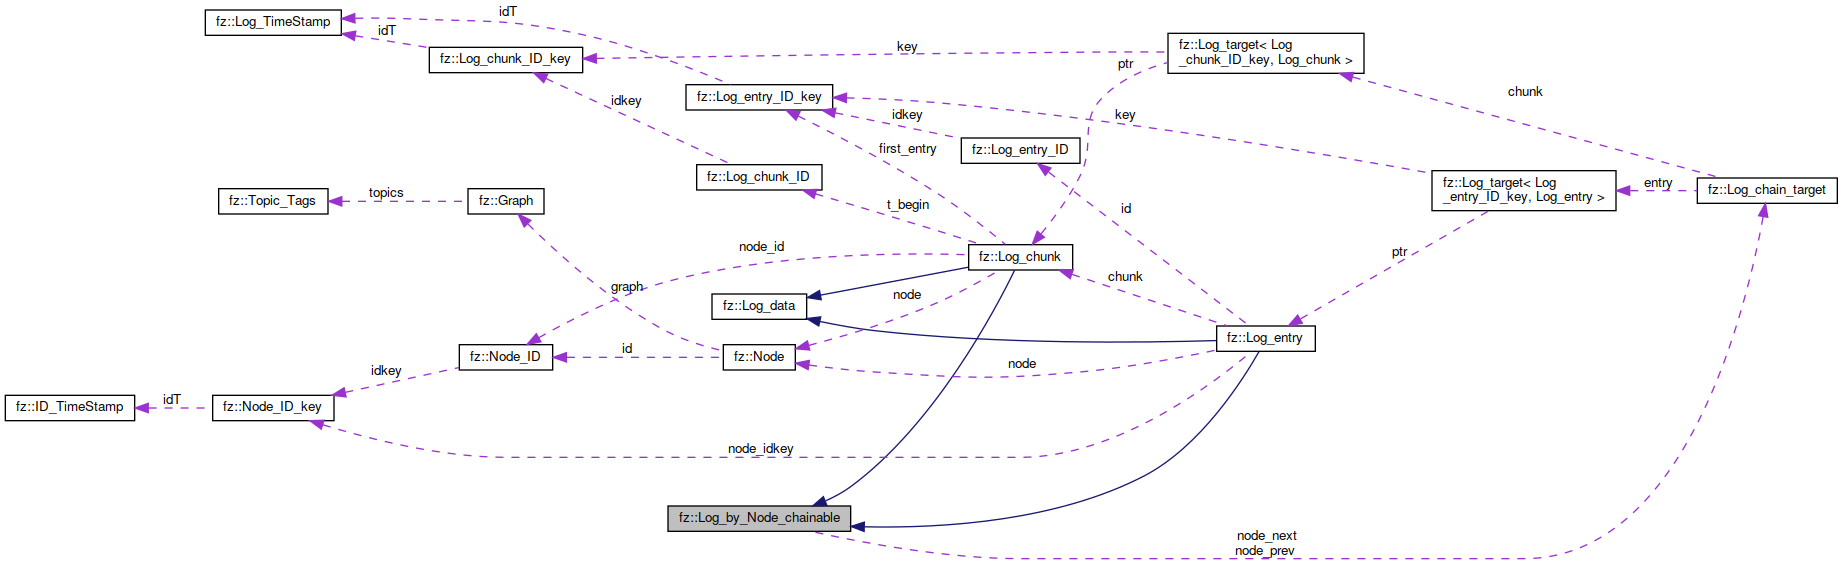 fz::Log_TimeStamp
idT
idT
fz::Log_chunk_ID_key
key
fz::Log_target< Log
_chunk_ID_key, Log_chunk >
ptr
idkey
fz::Log_entry_ID_key
chunk
key
idkey
first_entry
fz::Log_entry_ID
fz::Log_chunk_ID
fz::Topic_Tags
topics
fz::Graph
t_begin
id
fz::Log_target< Log
_entry_ID_key, Log_entry >
entry
fz::Log_chain_target
node_id
fz::Log_chunk
ptr
graph
fz::Log_data
node
chunk
fz::Log_entry
fz::Node_ID
id
fz::Node
node
idkey
fz::ID_TimeStamp
idT
fz::Node_ID_key
node_idkey
fz::Log_by_Node_chainable
node_next
node_prev